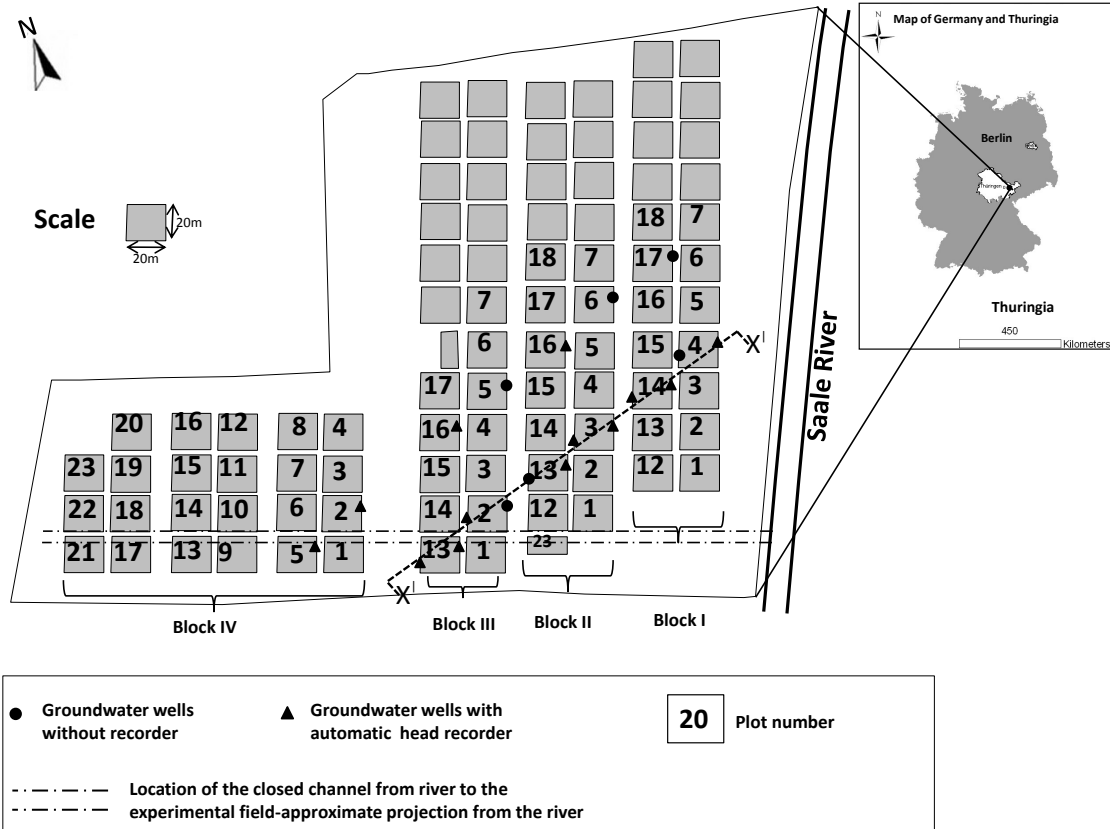 N
Scale
20m
20m
18 7
17 6
16 5
15 4
14 3
13 2
12 1
18 7
17 6
16 5
15 4
14 3
13 2
12 1
23
7
6
17 5
16 4
15 3
14 2
13 1
20 16 12 8 4
23 19 15 11 7 3
22 18 14 10 6 2
21 17 13 9 5 1
X'
X'
Saale River
Block IV
Block III
Block II
Block I
N
Map of Germany and Thuringia
Berlin
Thuringia
450
Kilometers
Groundwater wells
without recorder
Groundwater wells with
automatic head recorder
20
Plot number
Location of the closed channel from river to the
experimental field-approximate projection from the river